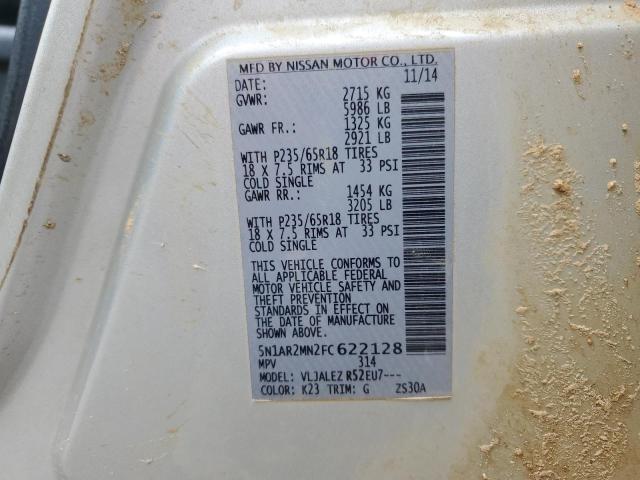 MFD BY NISSAN MOTOR CO., LTD.
DATE: 11/14
GVWR: 2715 KG
5986 LB
GAWR FR.: 1325 KG
2921 LB
WITH P235/65R18 TIRES
18 X 7.5 RIMS AT 33 PSI
COLD SINGLE
GAWR RR.: 1454 KG
3205 LB
WITH P235/65R18 TIRES
18 X 7.5 RIMS AT 33 PSI
COLD SINGLE
THIS VEHICLE CONFORMS TO
ALL APPLICABLE FEDERAL
MOTOR VEHICLE SAFETY AND
THEFT PREVENTION
STANDARDS IN EFFECT ON
THE DATE OF MANUFACTURE
SHOWN ABOVE.
5N1AR2MN2FC622128
MPV 314
MODEL: VLJALEZ R52EU7---
COLOR: K23 TRIM: G ZS30A